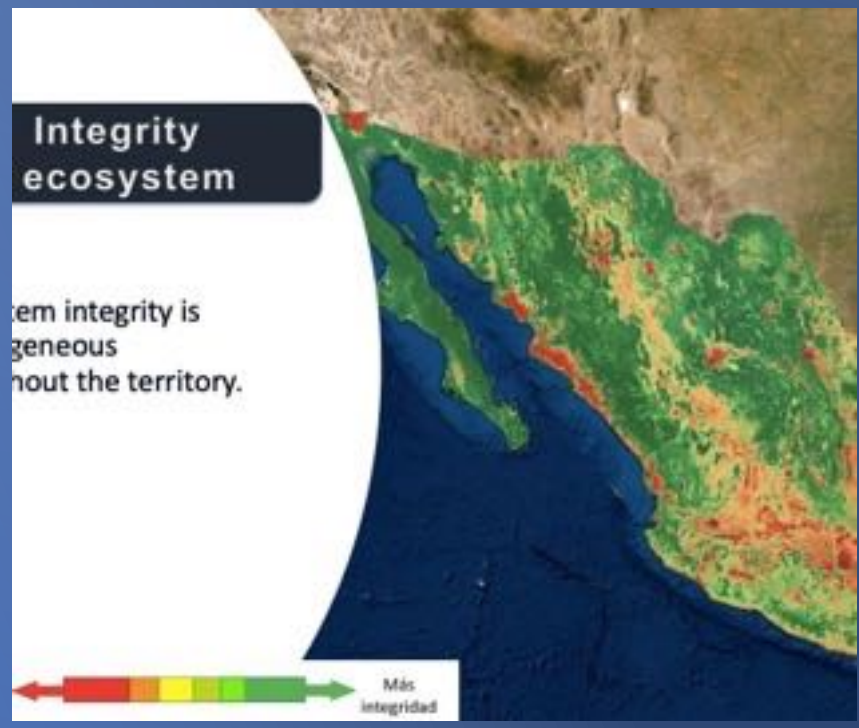 Integrity
ecosystem
tem integrity is
geneous
hout the territory.
Más
integridad